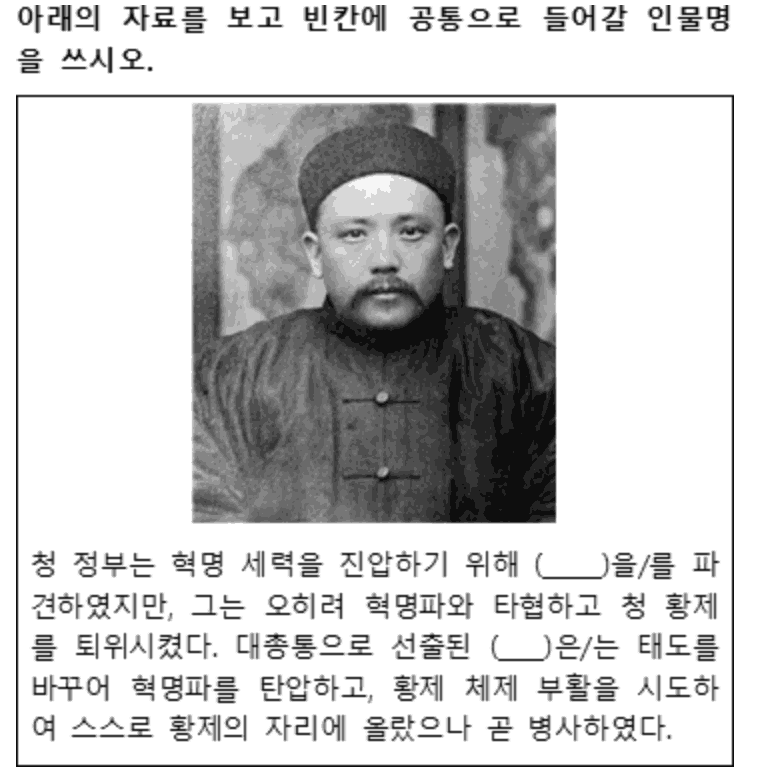 아래의 자료를 보고 빈칸에 공통으로 들어갈 인물명
을 쓰시오.
청 정부는 혁명 세력을 진압하기 위해 (____)을/를 파
견하였지만, 그는 오히려 혁명파와 타협하고 청 황제
를 퇴위시켰다. 대총통으로 선출된 (___)은/는 태도를
바꾸어 혁명파를 탄압하고, 황제 체제 부활을 시도하
여 스스로 황제의 자리에 올랐으나 곧 병사하였다.